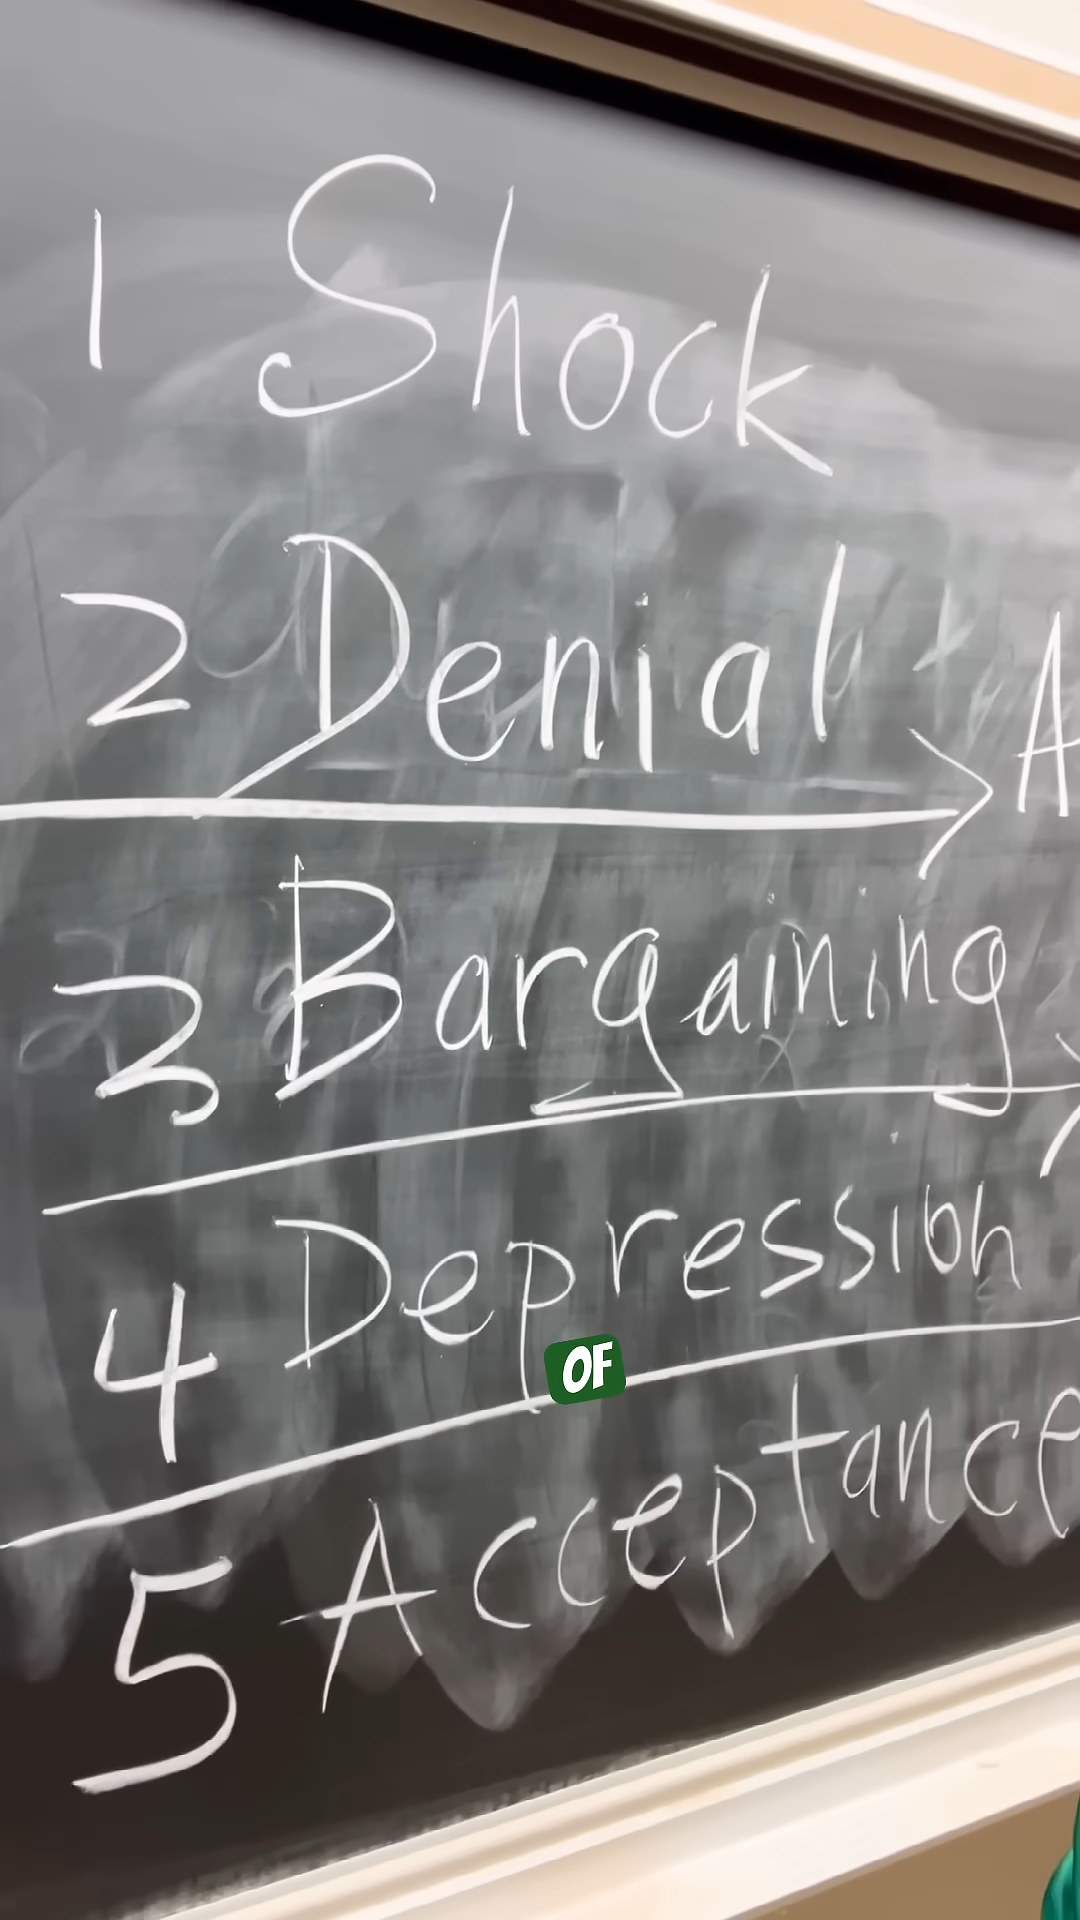 1 Shock
2 Denial
A
3 Bargaining
4 Depression
OF
5 Acceptance